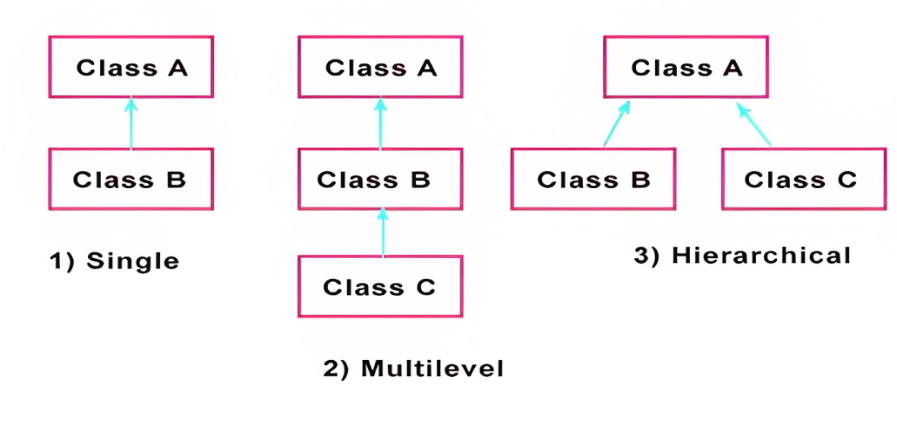 Class A
Class B
1) Single
Class A
Class B
Class C
2) Multilevel
Class A
Class B
Class C
3) Hierarchical